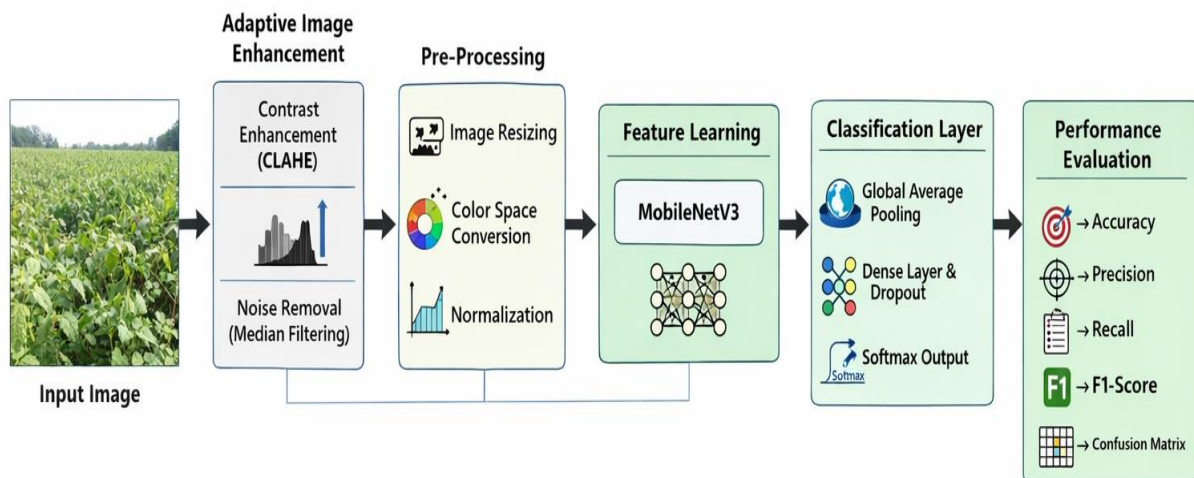 Input Image
Adaptive Image
Enhancement
Contrast
Enhancement
(CLAHE)
Noise Removal
(Median Filtering)
Pre-Processing
Image Resizing
Color Space
Conversion
Normalization
Feature Learning
MobileNetV3
Classification Layer
Global Average
Pooling
Dense Layer &
Dropout
Softmax
Softmax Output
Performance
Evaluation
→ Accuracy
→ Precision
→ Recall
F1 → F1-Score
→ Confusion Matrix